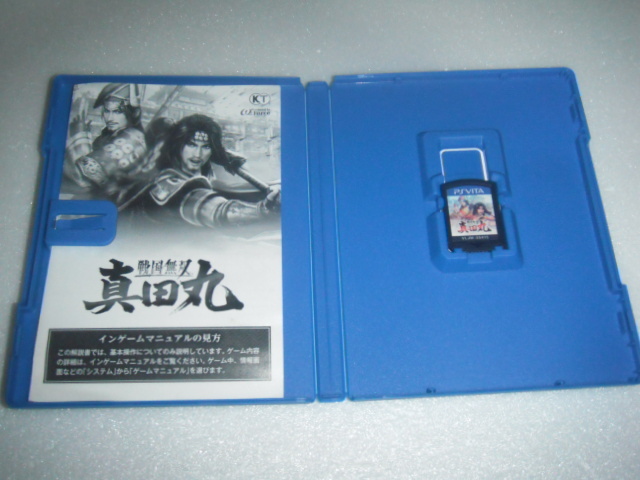 KT
CERO
戦国無双
真田丸
インゲームマニュアルの見方
この解説書では、基本操作についてのみ説明しています。ゲーム内容
の詳細は、インゲームマニュアルをご覧ください。ゲーム中、情報画
面などの「システム」から「ゲームマニュアル」を選びます。
PSVITA